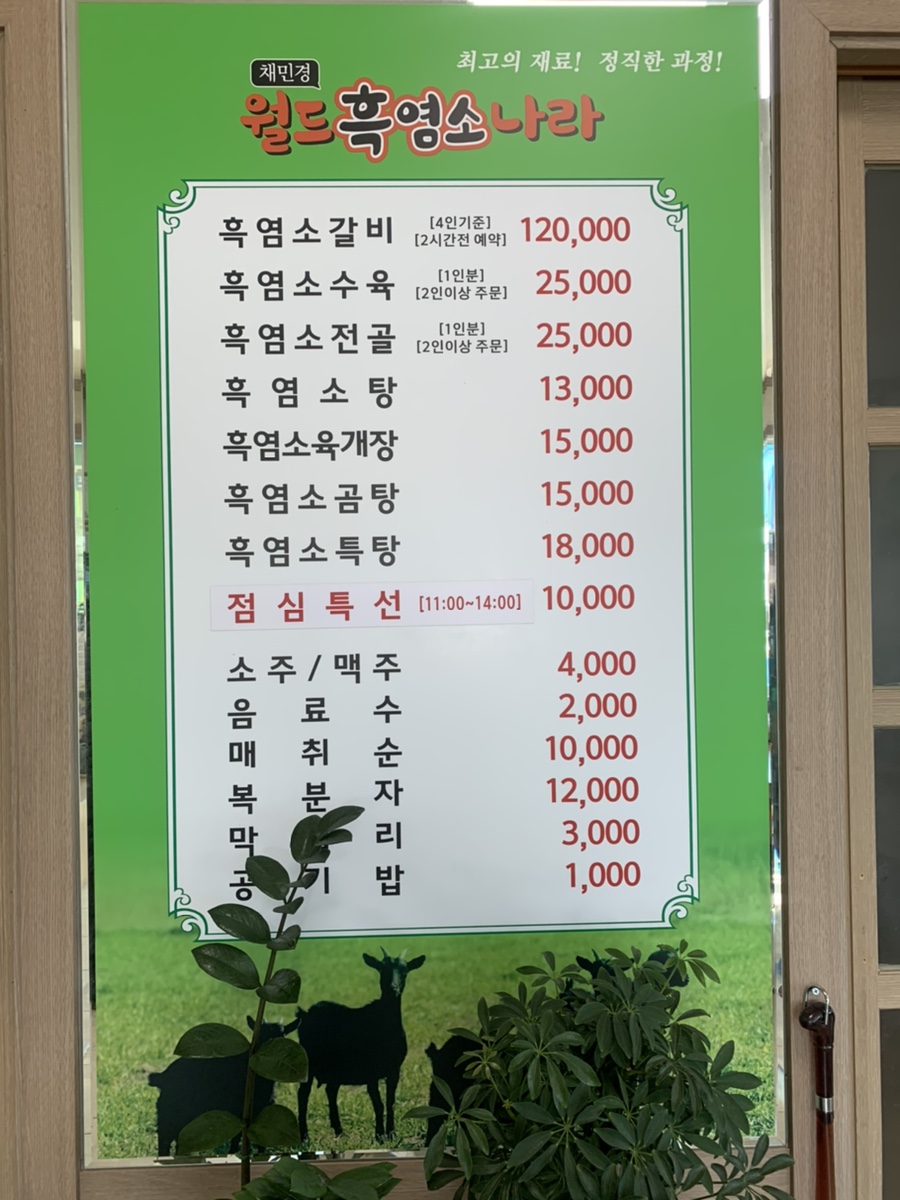 최고의 재료! 정직한 과정!
채민경
월드흑염소나라
흑염소갈비 [4인기준] [2시간전 예약] 120,000
흑염소수육 [1인분] [2인이상 주문] 25,000
흑염소전골 [1인분] [2인이상 주문] 25,000
흑염소탕 13,000
흑염소육개장 15,000
흑염소곰탕 15,000
흑염소특탕 18,000
점심특선 [11:00~14:00] 10,000
소주/맥주 4,000
음료수 2,000
매취순 10,000
복분자 12,000
막 리 3,000
공기밥 1,000